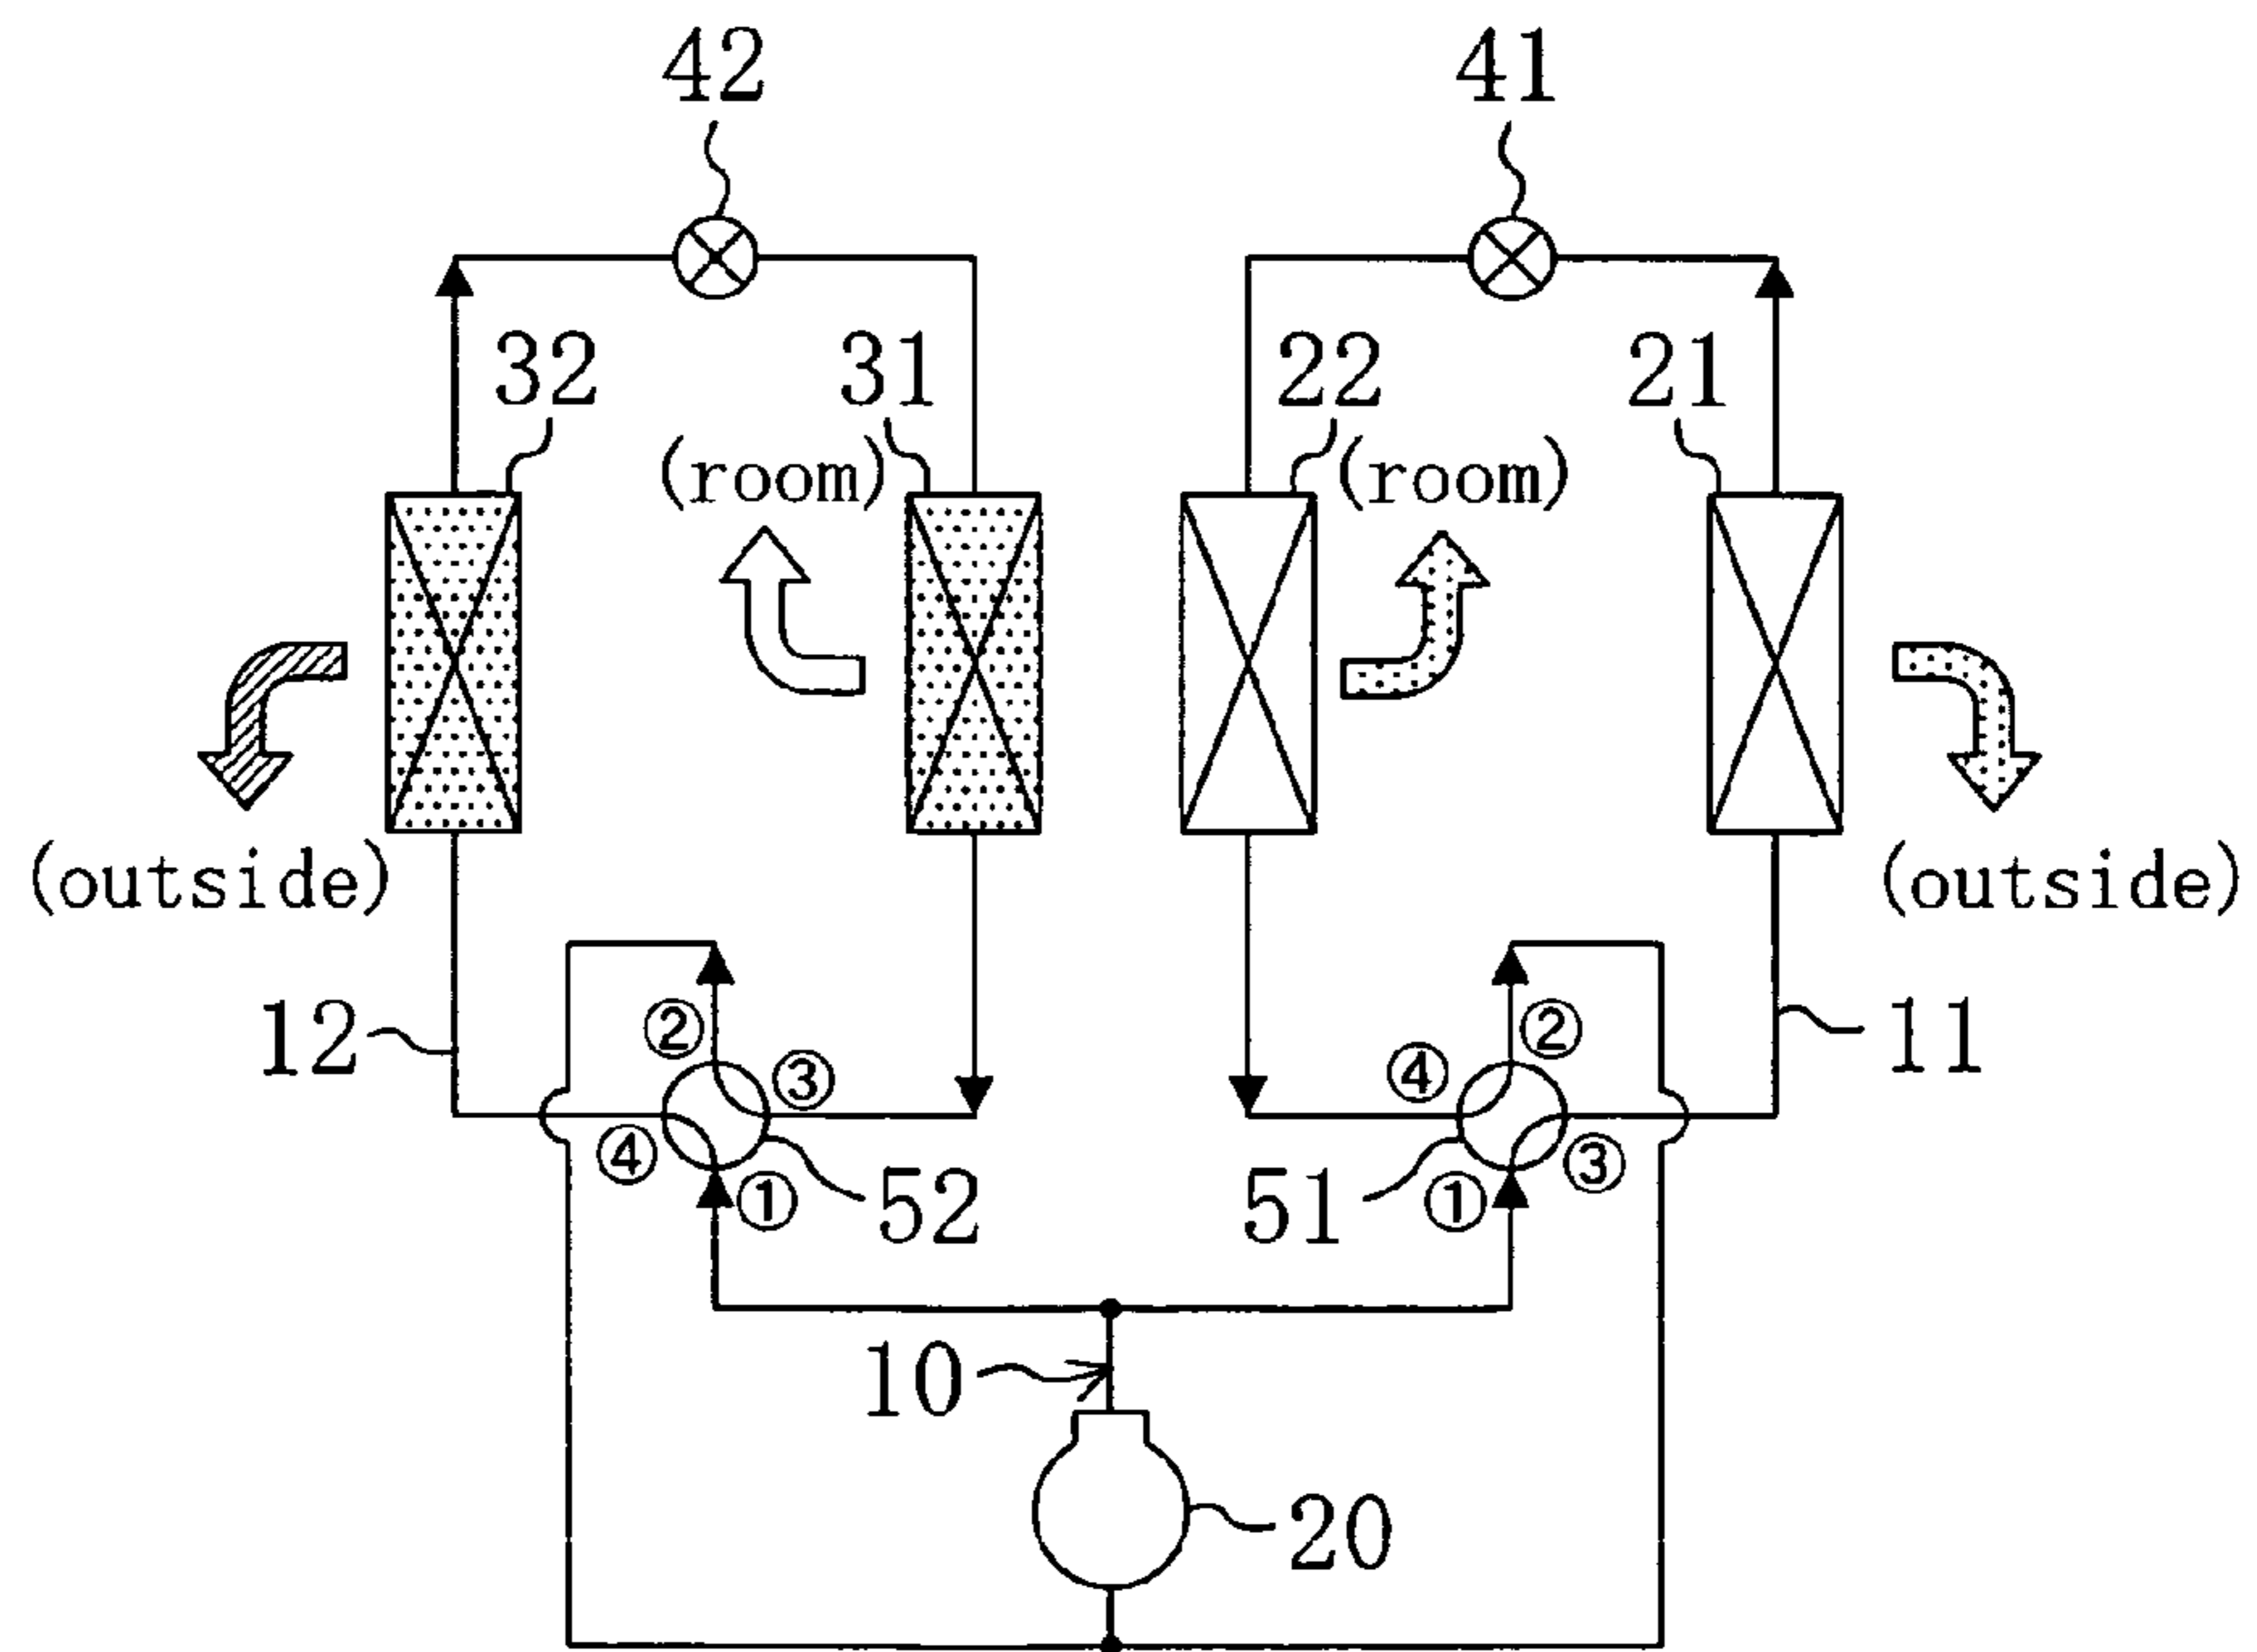 42 41
32 31 22 21
(room) (room)
(outside) (outside)
12 ② ③ ④ ② 11
④ ① 52 51 ① ③
10
20